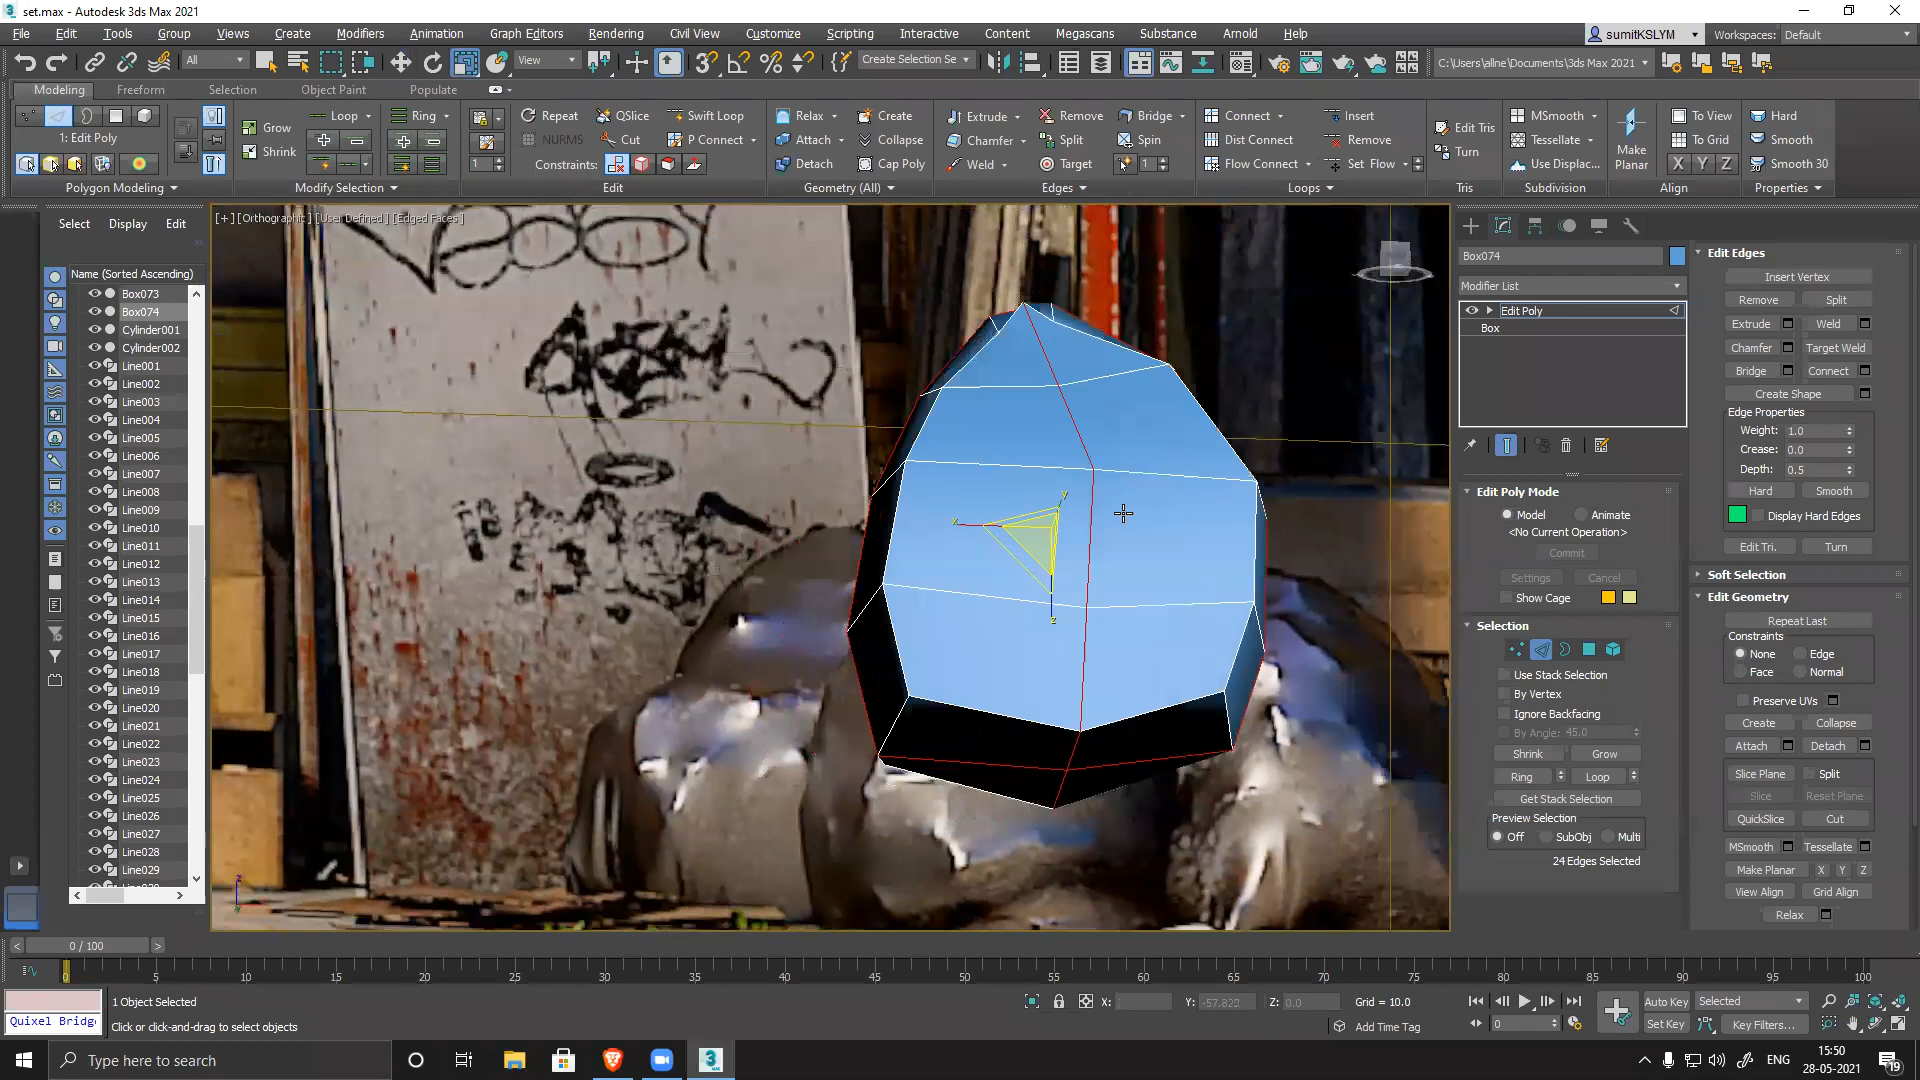 set.max - Autodesk 3ds Max 2021
File Edit Tools Group Views Create Modifiers Animation Graph Editors Rendering Civil View Customize Scripting Interactive Content Megascans Substance Arnold Help
sumitKSLYM Workspaces: Default
All View Create Selection Se C:\Users\allne\Documents\3ds Max 2021
Modeling Freeform Selection Object Paint Populate
1: Edit Poly
Grow
Shrink
Loop Ring
Repeat QSlice Swift Loop
NURMS Cut P Connect
1 Constraints:
Relax Create
Attach Collapse
Detach Cap Poly
Extrude Remove Bridge
Chamfer Split Spin
Weld Target 1
Connect Insert
Dist Connect Remove
Flow Connect Set Flow
Edit Tris
Turn
MSmooth
Tessellate
Use Displac...
Make
Planar
To View
To Grid
X Y Z
Hard
Smooth
Smooth 30
Polygon Modeling Modify Selection Edit Geometry (All) Edges Loops Tris Subdivision Align Properties
Select Display Edit
Name (Sorted Ascending)
Box073
Box074
Cylinder001
Cylinder002
Line001
Line002
Line003
Line004
Line005
Line006
Line007
Line008
Line009
Line010
Line011
Line012
Line013
Line014
Line015
Line016
Line017
Line018
Line019
Line020
Line021
Line022
Line023
Line024
Line025
Line026
Line027
Line028
Line029
[+] [Orthographic ] [User Defined ] [Edged Faces ]
x
y
z
Box074
Modifier List
Edit Poly
Box
Edit Poly Mode
Model Animate
<No Current Operation>
Commit
Settings Cancel
Show Cage
Selection
Use Stack Selection
By Vertex
Ignore Backfacing
By Angle: 45.0
Shrink Grow
Ring Loop
Get Stack Selection
Preview Selection
Off SubObj Multi
24 Edges Selected
Edit Edges
Insert Vertex
Remove Split
Extrude Weld
Chamfer Target Weld
Bridge Connect
Create Shape
Edge Properties
Weight: 1.0
Crease: 0.0
Depth: 0.5
Hard Smooth
Display Hard Edges
Edit Tri. Turn
Soft Selection
Edit Geometry
Repeat Last
Constraints
None Edge
Face Normal
Preserve UVs
Create Collapse
Attach Detach
Slice Plane Split
Slice Reset Plane
QuickSlice Cut
MSmooth Tessellate
Make Planar X Y Z
View Align Grid Align
Relax
0 / 100
0 5 10 15 20 25 30 35 40 45 50 55 60 65 70 75 80 85 90 95 100
1 Object Selected
Quixel Bridg
Click or click-and-drag to select objects
X: Y: -57.822 Z: 0.0 Grid = 10.0
Add Time Tag
0
Auto Key Selected
Set Key Key Filters...
Type here to search
ENG
15:50
28-05-2021
19